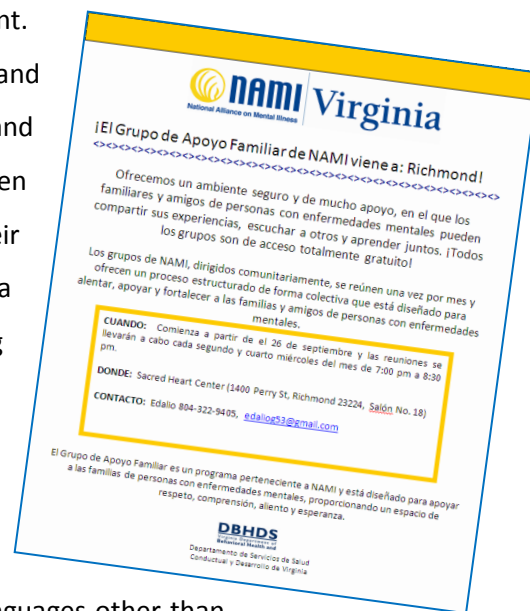 nt.
and
and
en
eir
a
g
NAMI Virginia
National Alliance on Mental Illness
¡El Grupo de Apoyo Familiar de NAMI viene a: Richmond!
<><><><><><><><><><><><><><><><><><><><><><><><><><><><><><>
Ofrecemos un ambiente seguro y de mucho apoyo, en el que los
familiares y amigos de personas con enfermedades mentales pueden
compartir sus experiencias, escuchar a otros y aprender juntos. ¡Todos
los grupos son de acceso totalmente gratuito!
Los grupos de NAMI, dirigidos comunitariamente, se reúnen una vez por mes y
ofrecen un proceso estructurado de forma colectiva que está diseñado para
alentar, apoyar y fortalecer a las familias y amigos de personas con enfermedades
mentales.
CUANDO: Comienza a partir de el 26 de septiembre y las reuniones se
llevarán a cabo cada segundo y cuarto miércoles del mes de 7:00 pm a 8:30
pm.
DONDE: Sacred Heart Center (1400 Perry St, Richmond 23224, Salón No. 18)
CONTACTO: Edalio 804-322-9405, edaliog53@gmail.com
El Grupo de Apoyo Familiar es un programa perteneciente a NAMI y está diseñado para apoyar
a las familias de personas con enfermedades mentales, proporcionando un espacio de
respeto, comprensión, aliento y esperanza.
DBHDS
Virginia Department of
Behavioral Health and
Departamento de Servicios de Salud
Conductual y Desarrollo de Virginia
nguages other than